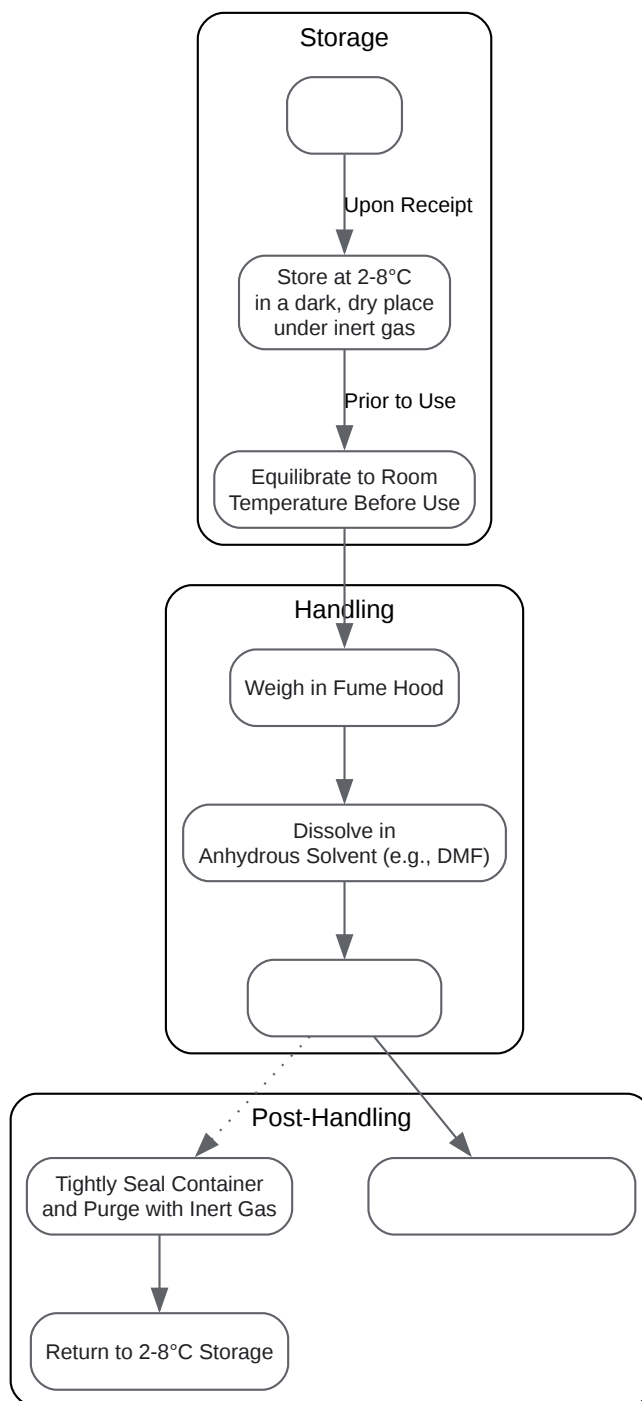 Storage
Upon Receipt
Store at 2-8°C
in a dark, dry place
under inert gas
Prior to Use
Equilibrate to Room
Temperature Before Use
Handling
Weigh in Fume Hood
Dissolve in
Anhydrous Solvent (e.g., DMF)
Post-Handling
Tightly Seal Container
and Purge with Inert Gas
Return to 2-8°C Storage